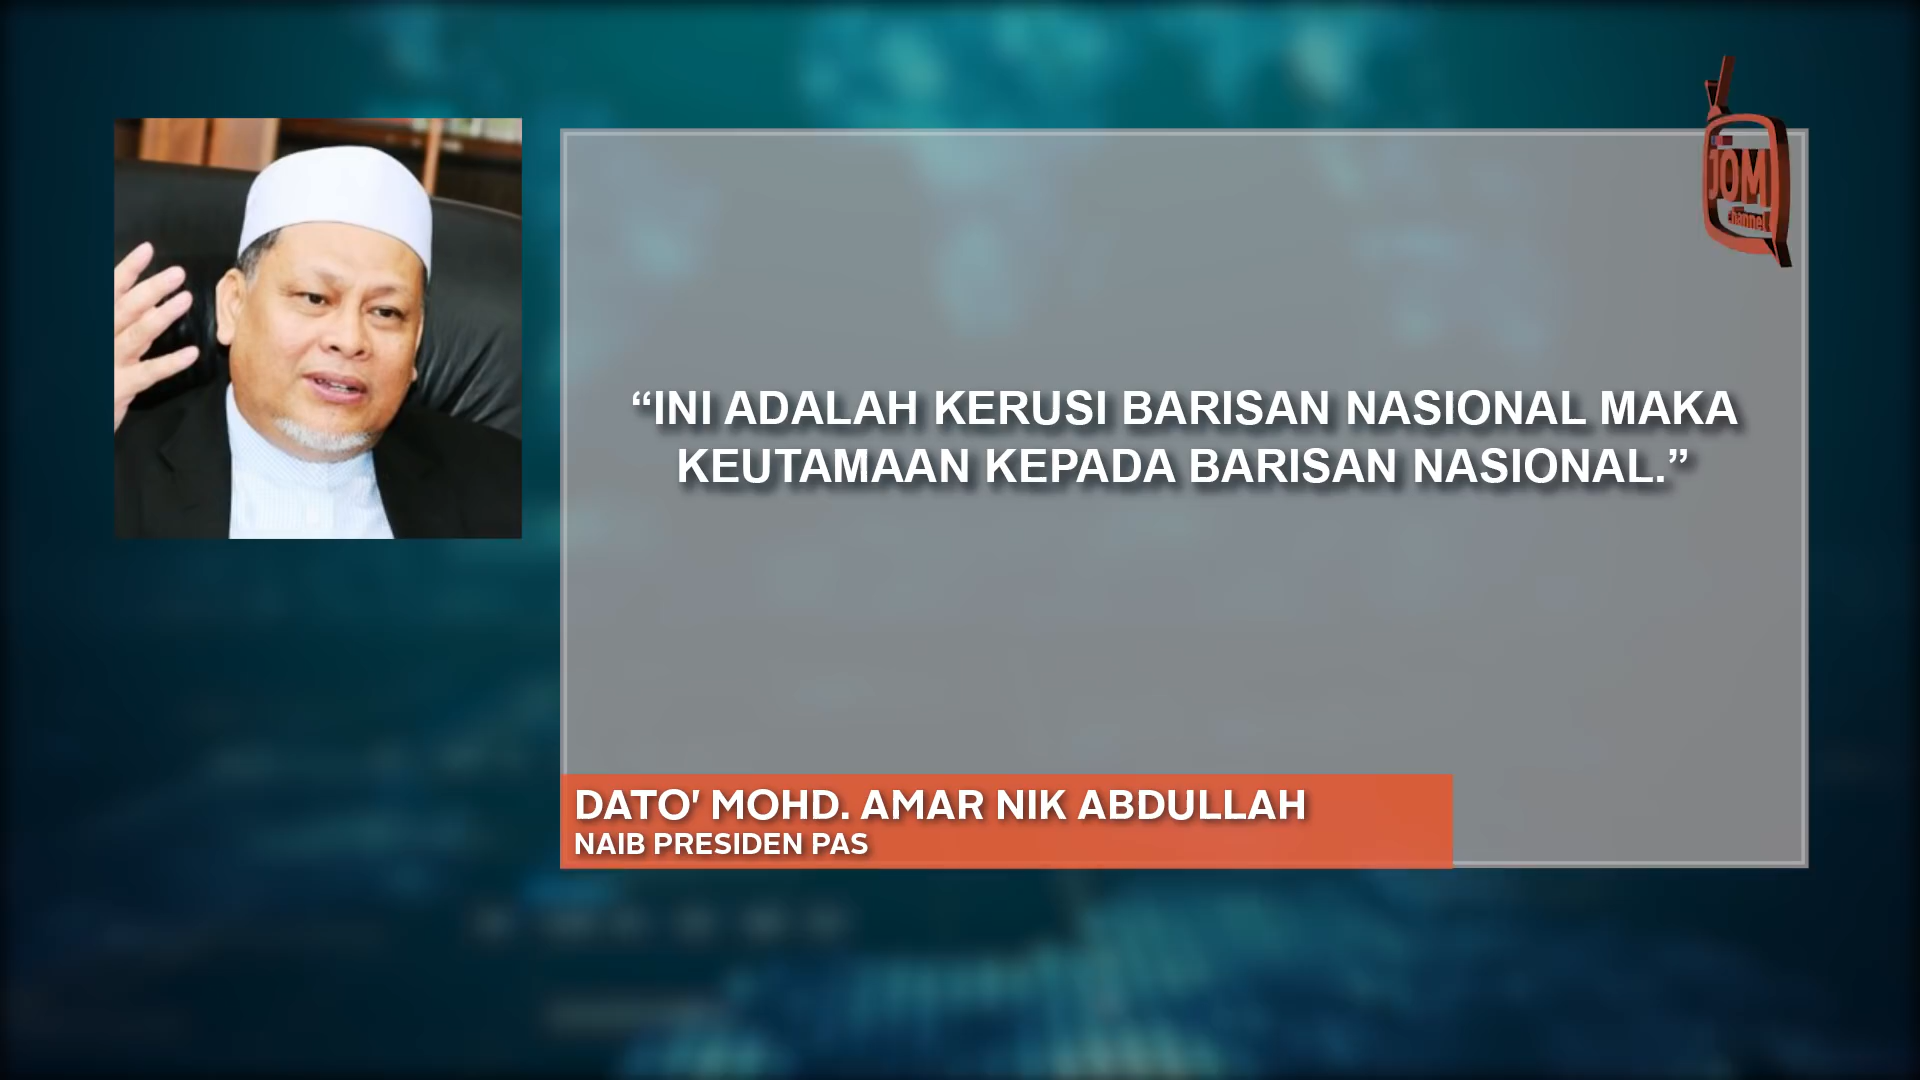 JOM
channel
“INI ADALAH KERUSI BARISAN NASIONAL MAKA
KEUTAMAAN KEPADA BARISAN NASIONAL.”
DATO' MOHD. AMAR NIK ABDULLAH
NAIB PRESIDEN PAS